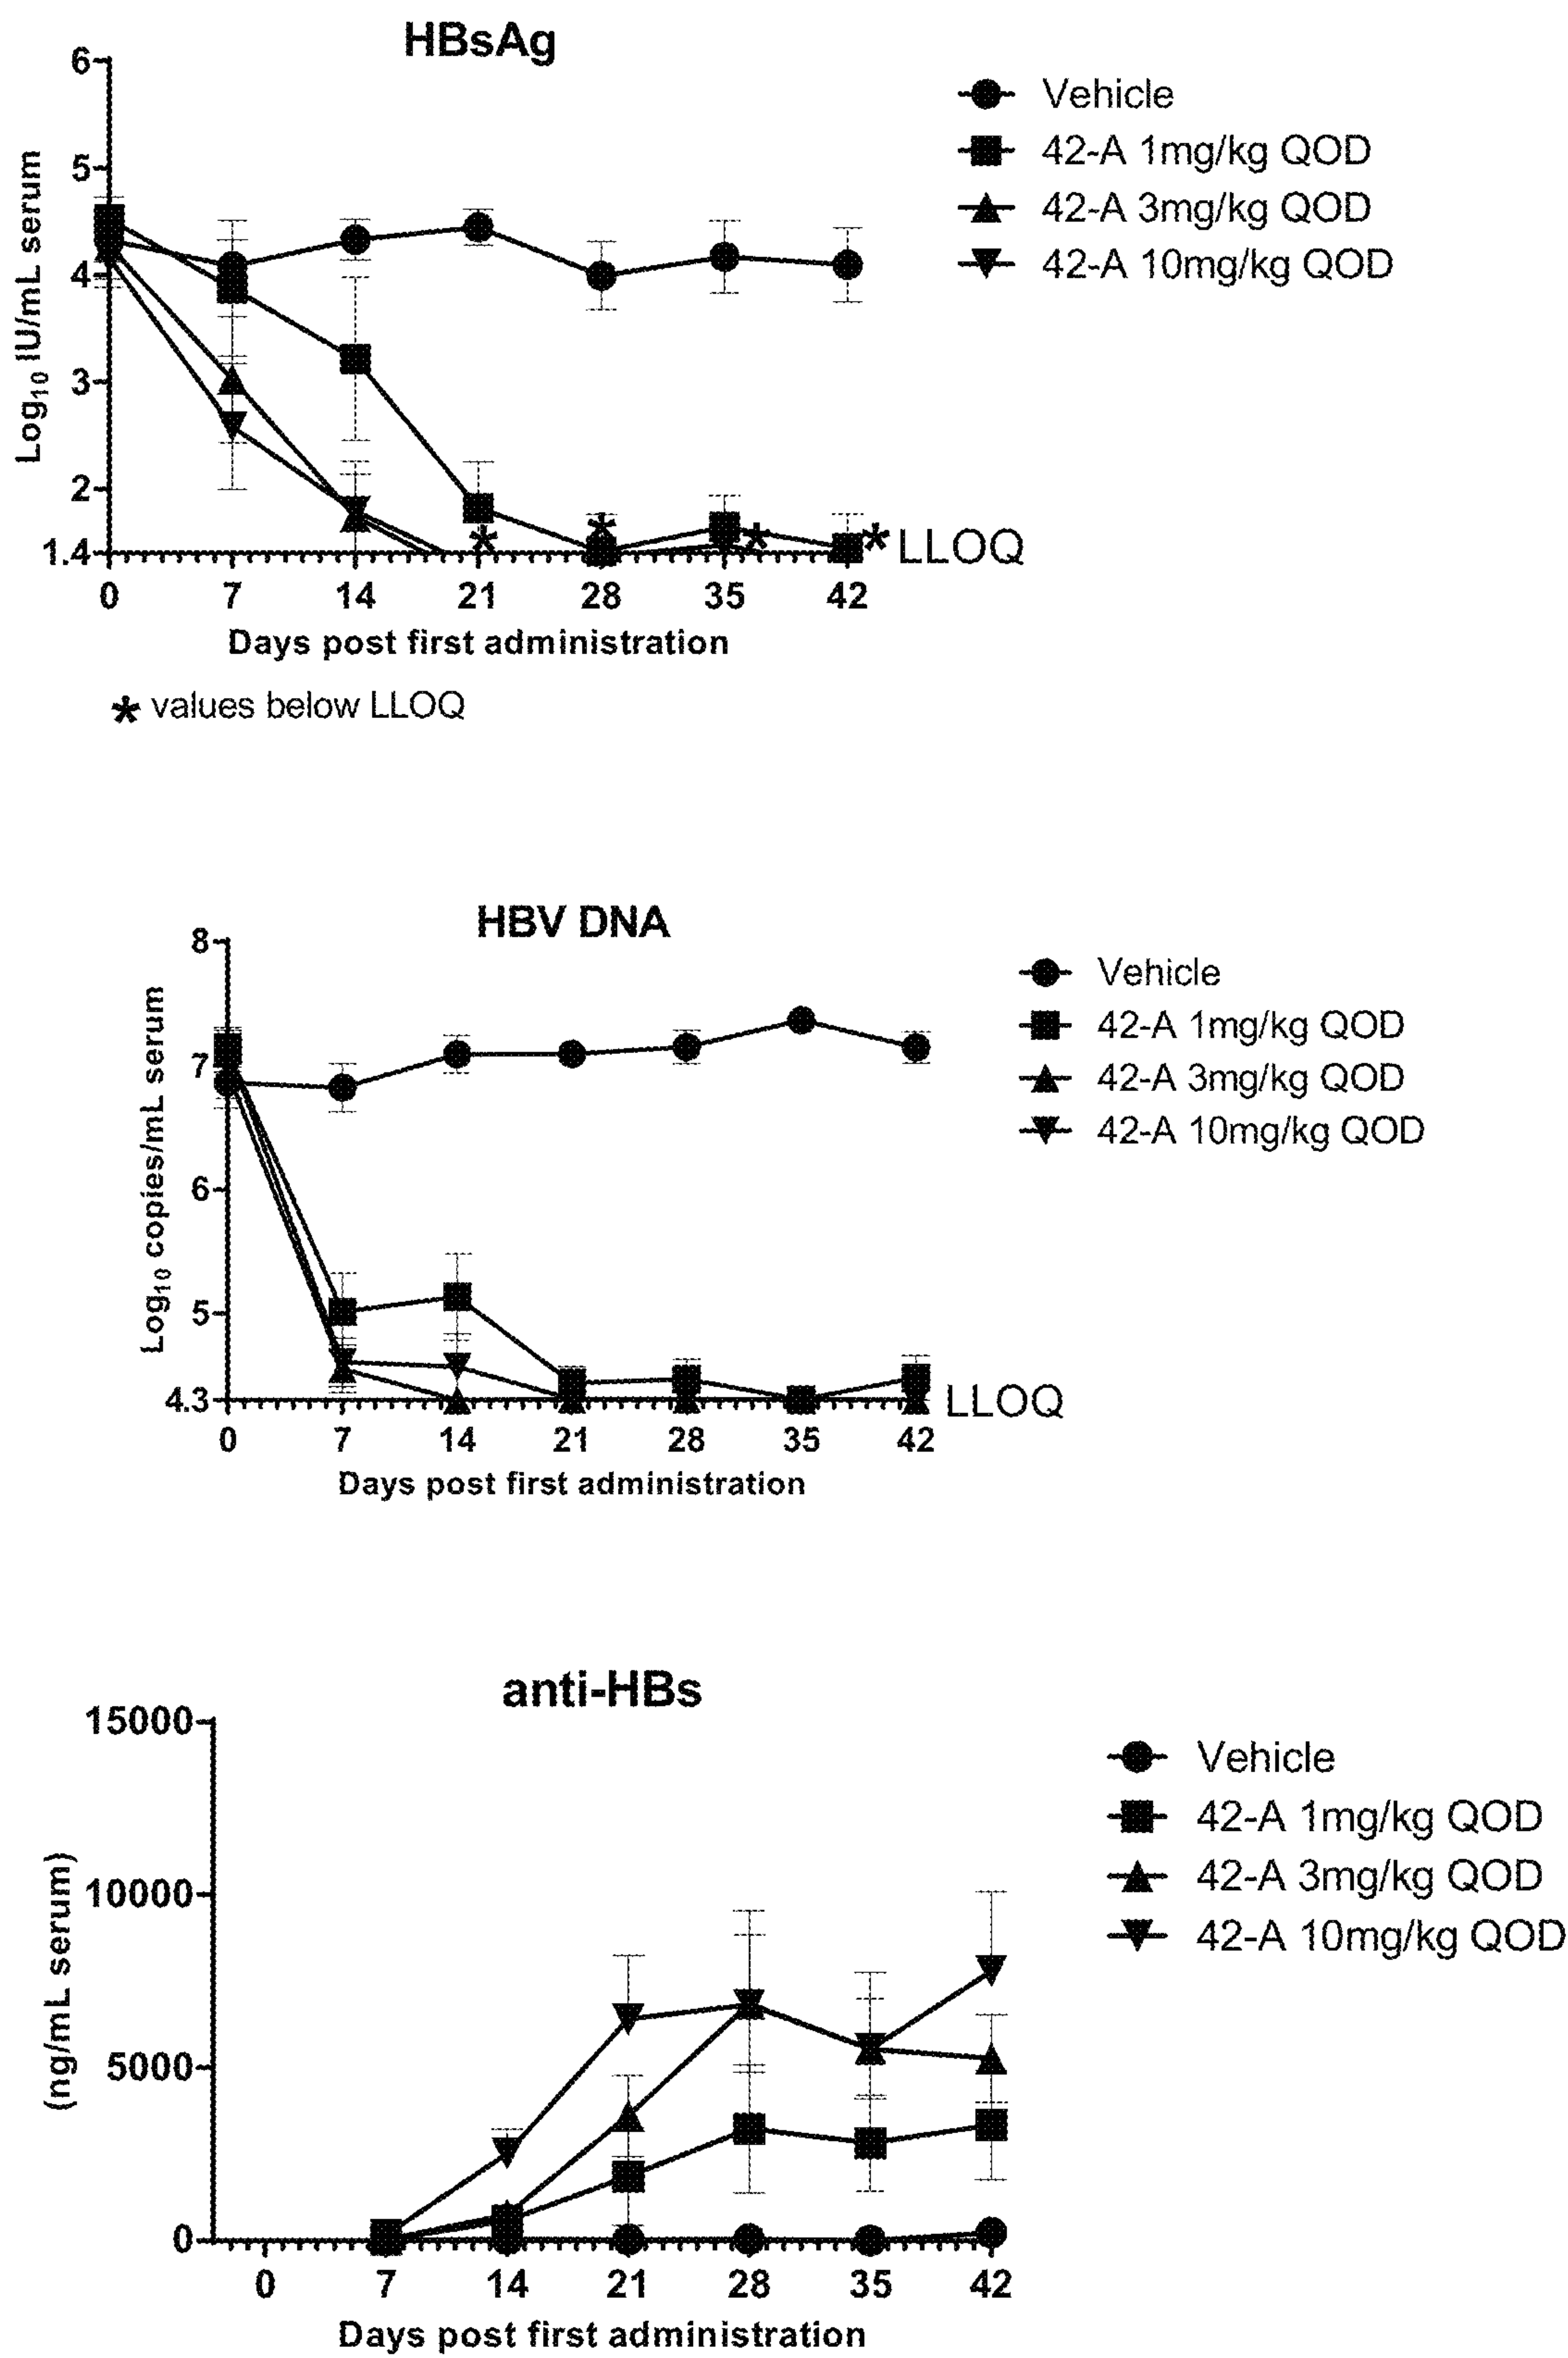 HBsAg
6
5
4
3
2
1.4
Log10 IU/mL serum
Vehicle
42-A 1mg/kg QOD
42-A 3mg/kg QOD
42-A 10mg/kg QOD
* * * * LLOQ
0 7 14 21 28 35 42
Days post first administration
* values below LLOQ
HBV DNA
8
7
6
5
4.3
Log10 copies/mL serum
Vehicle
42-A 1mg/kg QOD
42-A 3mg/kg QOD
42-A 10mg/kg QOD
LLOQ
0 7 14 21 28 35 42
Days post first administration
anti-HBs
15000
10000
5000
0
(ng/mL serum)
Vehicle
42-A 1mg/kg QOD
42-A 3mg/kg QOD
42-A 10mg/kg QOD
0 7 14 21 28 35 42
Days post first administration